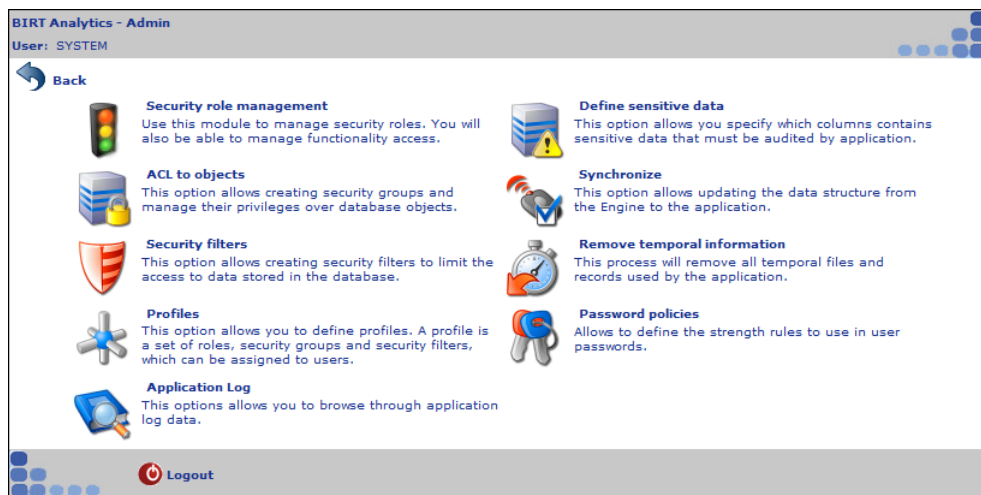 BIRT Analytics - Admin
User: SYSTEM
Back
Security role management
Use this module to manage security roles. You will
also be able to manage functionality access.
ACL to objects
This option allows creating security groups and
manage their privileges over database objects.
Security filters
This option allows creating security filters to limit the
access to data stored in the database.
Profiles
This option allows you to define profiles. A profile is
a set of roles, security groups and security filters,
which can be assigned to users.
Application Log
This options allows you to browse through application
log data.
Define sensitive data
This option allows you specify which columns contains
sensitive data that must be audited by application.
Synchronize
This option allows updating the data structure from
the Engine to the application.
Remove temporal information
This process will remove all temporal files and
records used by the application.
Password policies
Allows to define the strength rules to use in user
passwords.
Logout